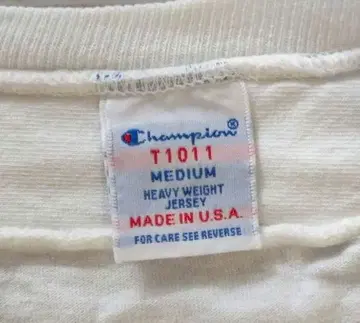 Champion®
T1011
MEDIUM
HEAVY WEIGHT
JERSEY
MADE IN U.S.A.
FOR CARE SEE REVERSE